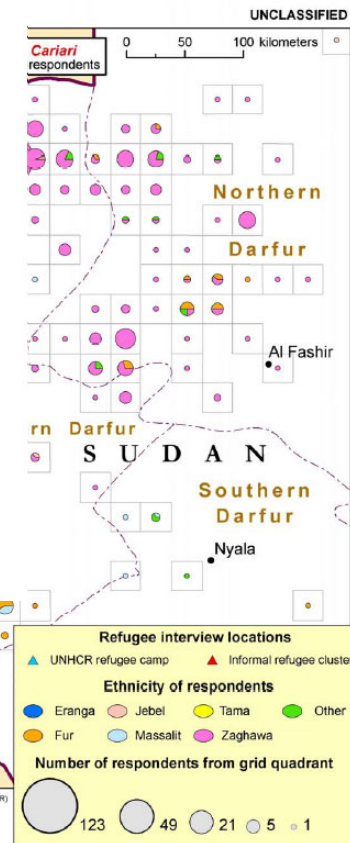 UNCLASSIFIED
Cariari
respondents
0 50 100 kilometers
Northern
Darfur
Al Fashir
rn Darfur
SUDAN
Southern
Darfur
Nyala
R)
Refugee interview locations
UNHCR refugee camp Informal refugee cluste
Ethnicity of respondents
Eranga Jebel Tama Other
Fur Massalit Zaghawa
Number of respondents from grid quadrant
123 49 21 5 1